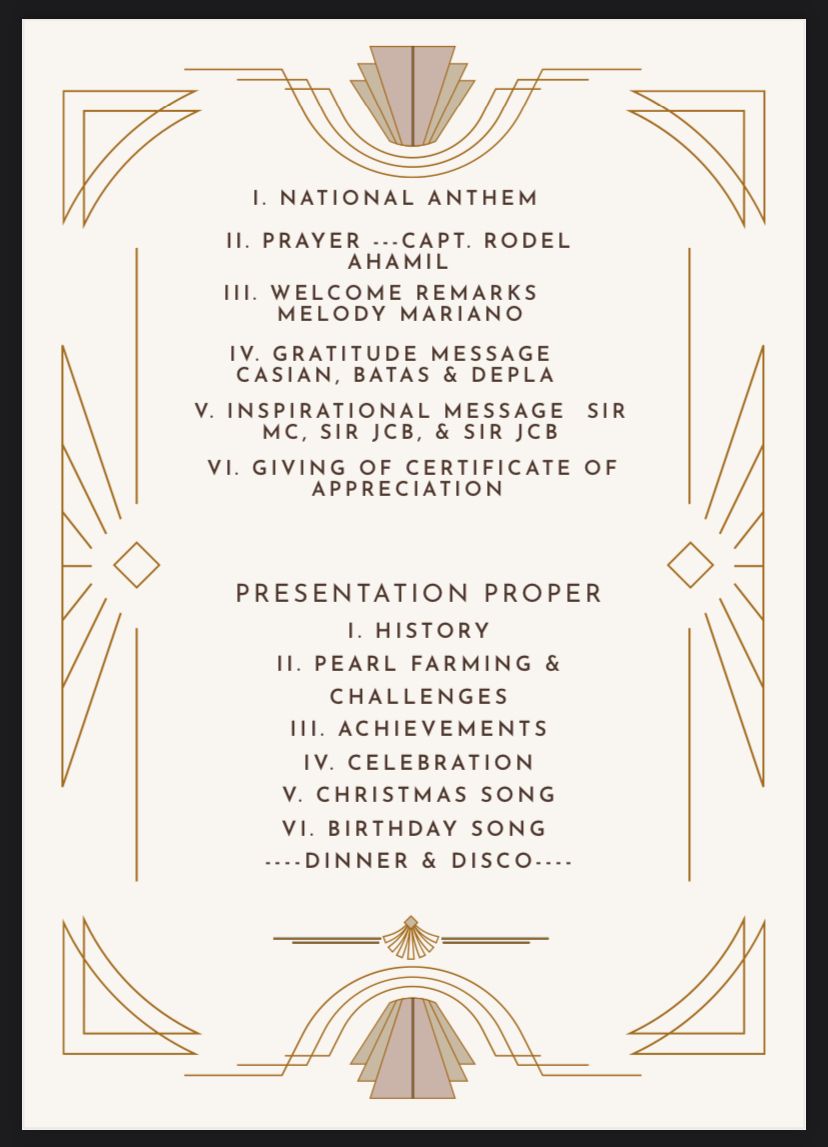 I. NATIONAL ANTHEM
II. PRAYER ---CAPT. RODEL
AHAMIL
III. WELCOME REMARKS
MELODY MARIANO
IV. GRATITUDE MESSAGE
CASIAN, BATAS & DEPLA
V. INSPIRATIONAL MESSAGE  SIR
MC, SIR JCB, & SIR JCB
VI. GIVING OF CERTIFICATE OF
APPRECIATION
PRESENTATION PROPER
I. HISTORY
II. PEARL FARMING &
CHALLENGES
III. ACHIEVEMENTS
IV. CELEBRATION
V. CHRISTMAS SONG
VI. BIRTHDAY SONG
----DINNER & DISCO----